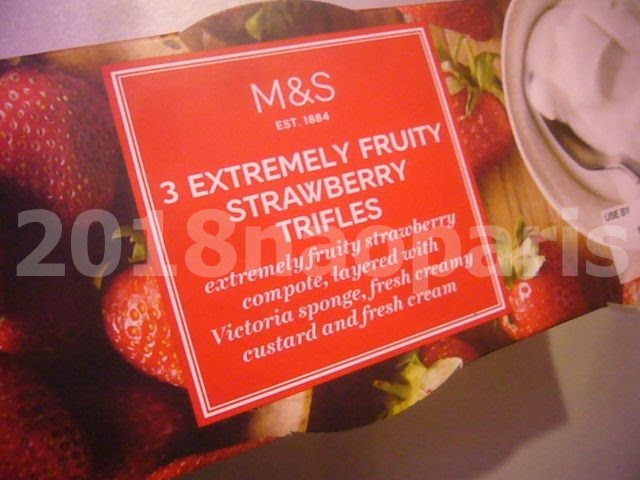 M&S
EST. 1884
3 EXTREMELY FRUITY
STRAWBERRY
TRIFLES
extremely fruity strawberry
compote, layered with
Victoria sponge, fresh creamy
custard and fresh cream
USE BY
2018naoparis